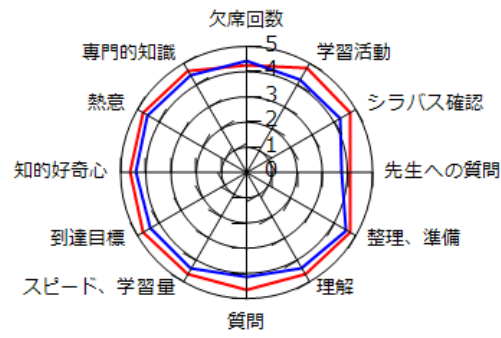 欠席回数
学習活動
シラバス確認
先生への質問
整理、準備
理解
質問
スピード、学習量
到達目標
知的好奇心
熱意
専門的知識
5
4
3
2
1
0